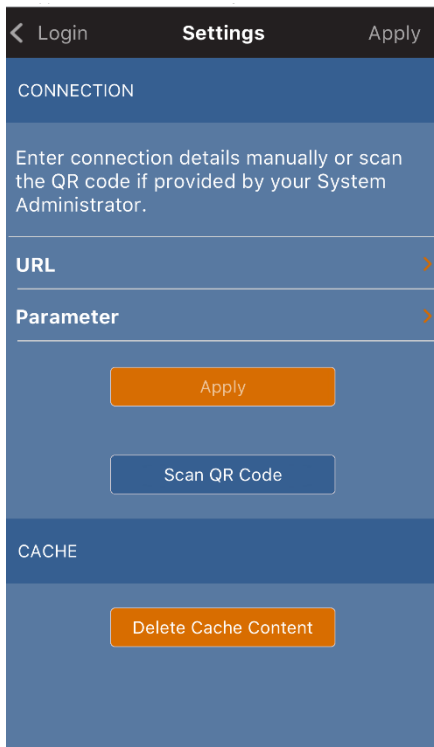 Login
Settings
Apply
CONNECTION
Enter connection details manually or scan
the QR code if provided by your System
Administrator.
URL
Parameter
Apply
Scan QR Code
CACHE
Delete Cache Content